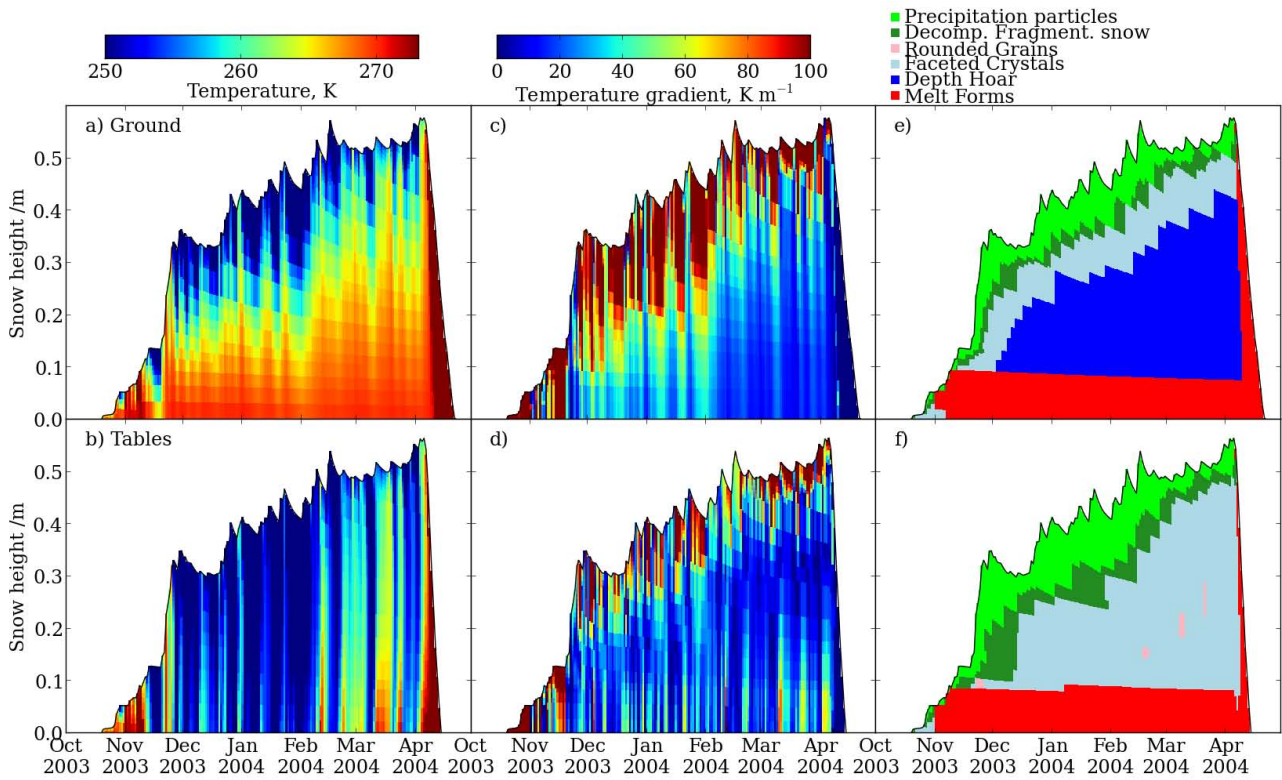 Precipitation particles
Decomp. Fragment. snow
Rounded Grains
Faceted Crystals
Depth Hoar
Melt Forms
250 260 270
Temperature, K
0 20 40 60 80 100
Temperature gradient, K m⁻¹
a) Ground
c)
e)
0.5
0.4
0.3
0.2
0.1
0.0
Snow height /m
b) Tables
d)
f)
0.5
0.4
0.3
0.2
0.1
0.0
Snow height /m
Oct Nov Dec Jan Feb Mar Apr Oct Nov Dec Jan Feb Mar Apr Oct Nov Dec Jan Feb Mar Apr
2003 2003 2003 2004 2004 2004 2004 2003 2003 2003 2004 2004 2004 2004 2003 2003 2003 2004 2004 2004 2004